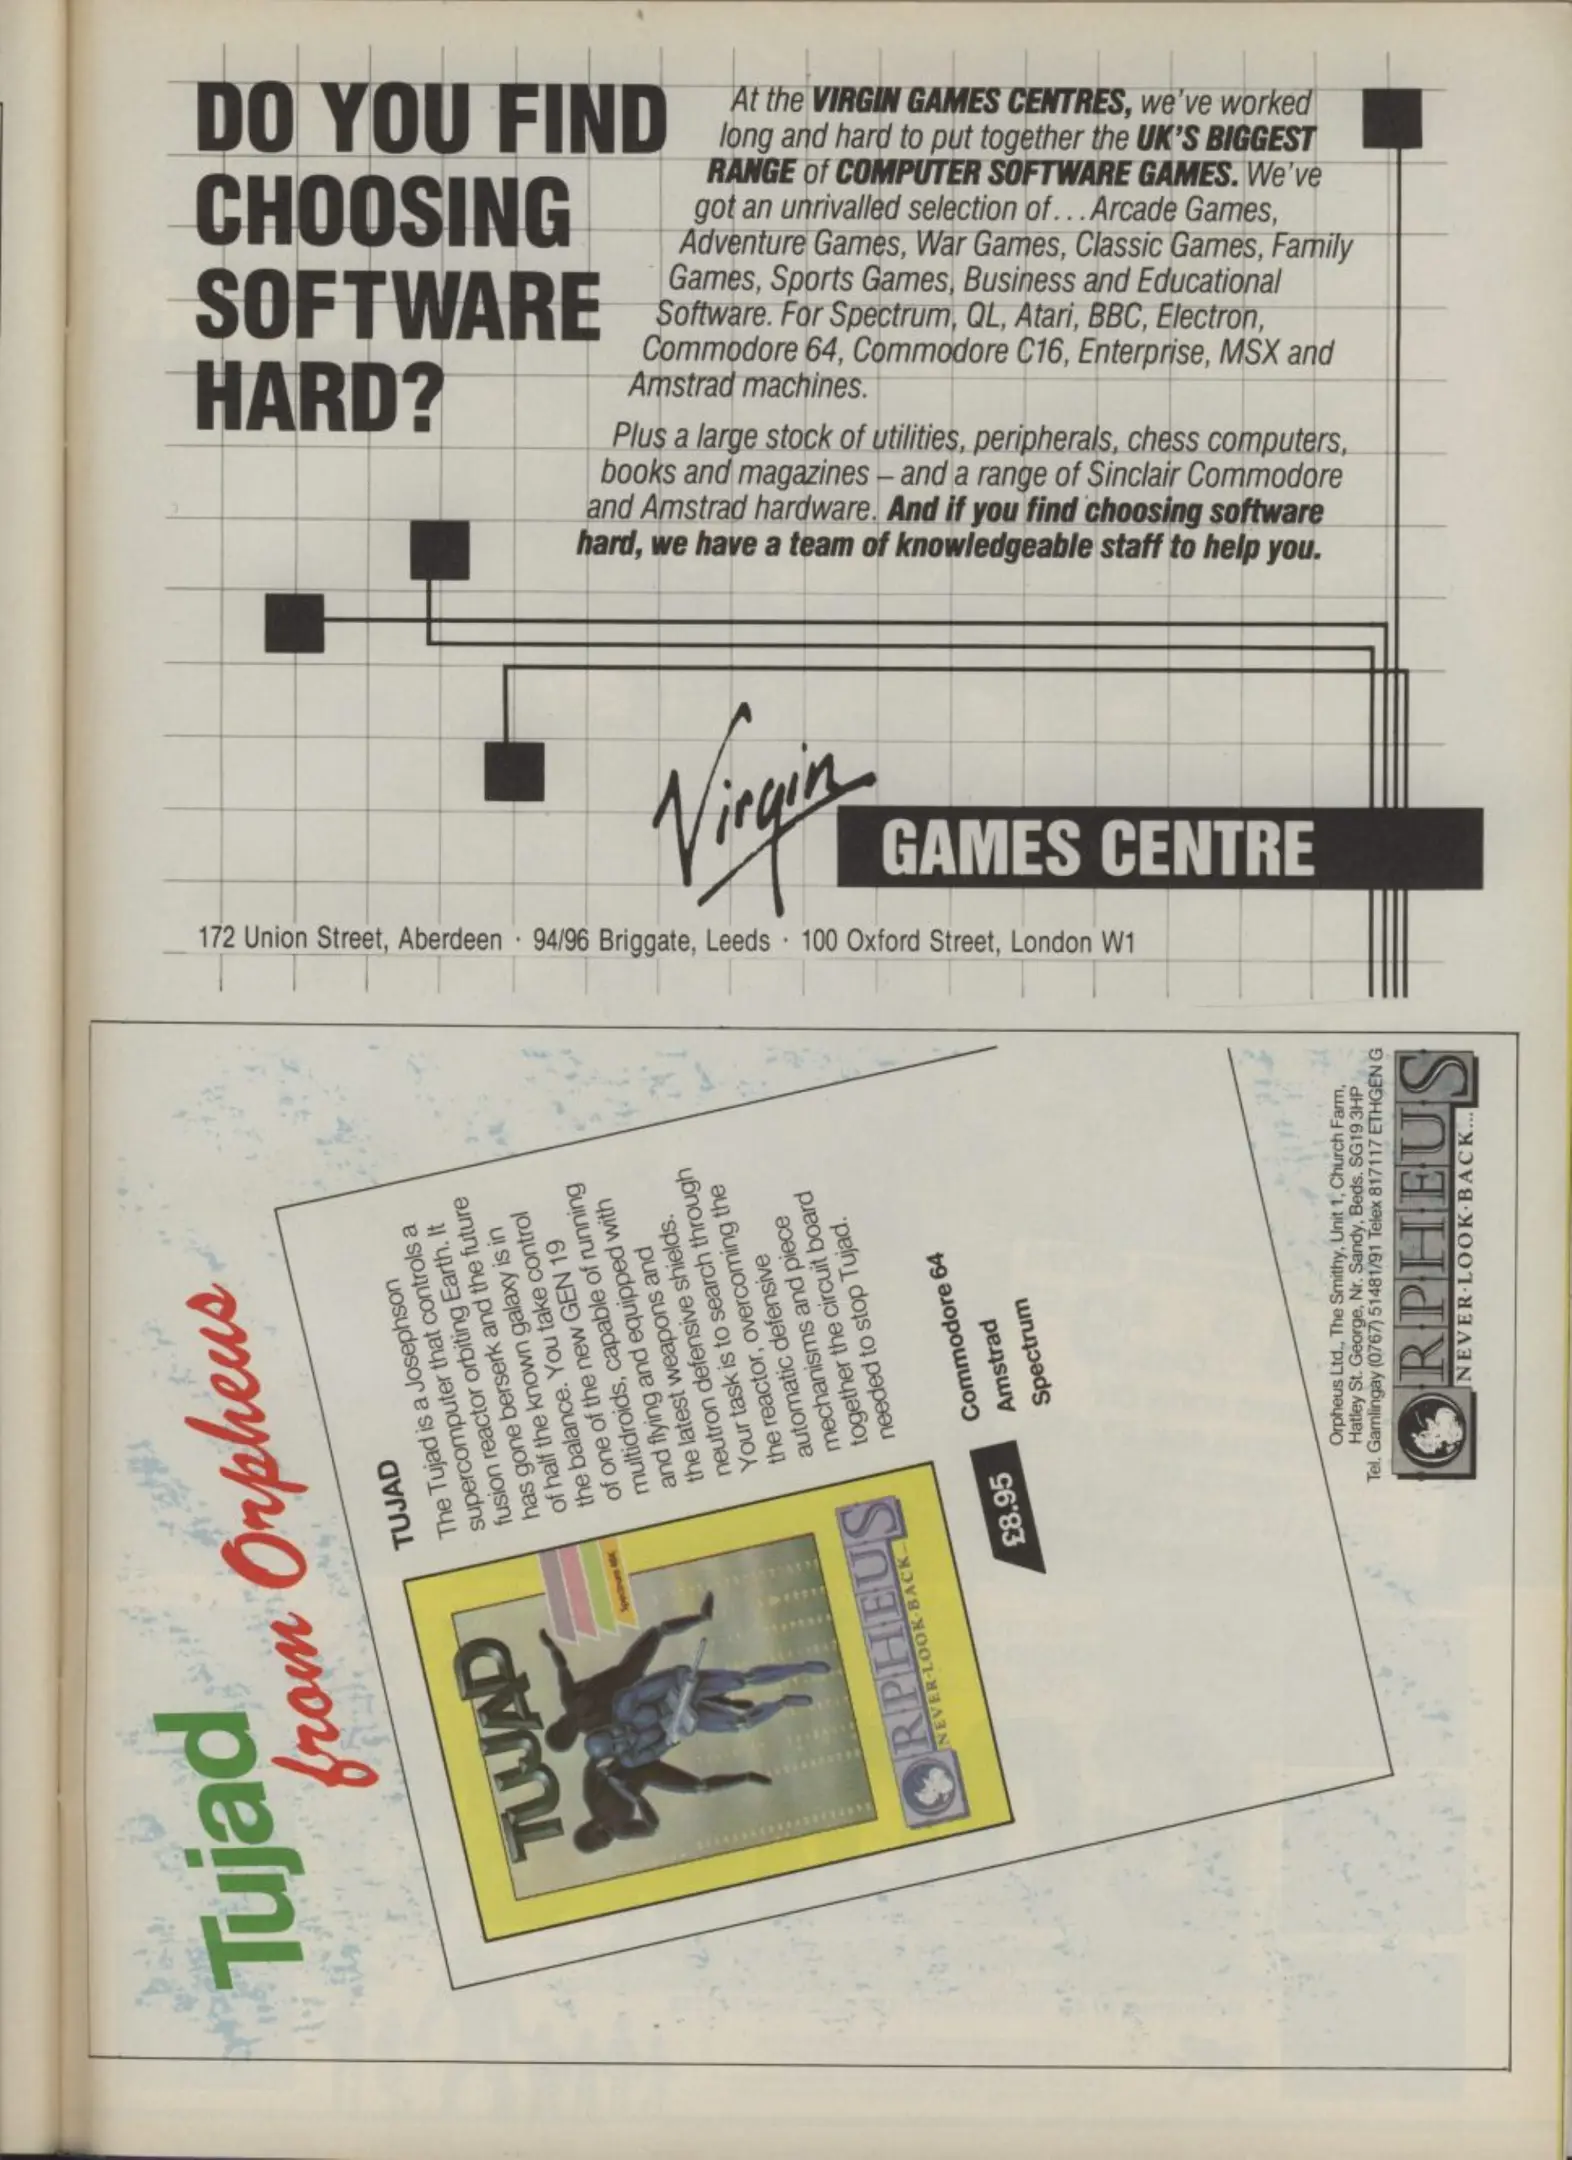 DO YOU FIND
CHOOSING
SOFTWARE
HARD?
At the VIRGIN GAMES CENTRES, we've worked
long and hard to put together the UK'S BIGGEST
RANGE of COMPUTER SOFTWARE GAMES. We've
got an unrivalled selection of...Arcade Games,
Adventure Games, War Games, Classic Games, Family
Games, Sports Games, Business and Educational
Software. For Spectrum, QL, Atari, BBC, Electron,
Commodore 64, Commodore C16, Enterprise, MSX and
Amstrad machines.
Plus a large stock of utilities, peripherals, chess computers,
books and magazines – and a range of Sinclair Commodore
and Amstrad hardware. And if you find choosing software
hard, we have a team of knowledgeable staff to help you.
Virgin
GAMES CENTRE
172 Union Street, Aberdeen · 94/96 Briggate, Leeds · 100 Oxford Street, London W1
Tujad
from Orpheus
TUJAD
The Tujad is a Josephson
supercomputer that controls a
fusion reactor orbiting Earth. It
has gone berserk and the future
of half the known galaxy is in
the balance. You take control
of one of the new GEN 19
multidroids, capable of running
and flying and equipped with
the latest weapons and
neutron defensive shields.
Your task is to search through
the reactor, overcoming the
automatic defensive
mechanisms and piece
together the circuit board
needed to stop Tujad.
TUJAD
Spectrum 48K
ORPHEUS
NEVER·LOOK·BACK...
£8.95
Commodore 64
Amstrad
Spectrum
Orpheus Ltd., The Smithy, Unit 1, Church Farm,
Hatley St. George, Nr. Sandy, Beds. SG19 3HP
Tel. Gamlingay (0767) 51481/91 Telex 817117 ETHGEN G
ORPHEUS
NEVER·LOOK·BACK...